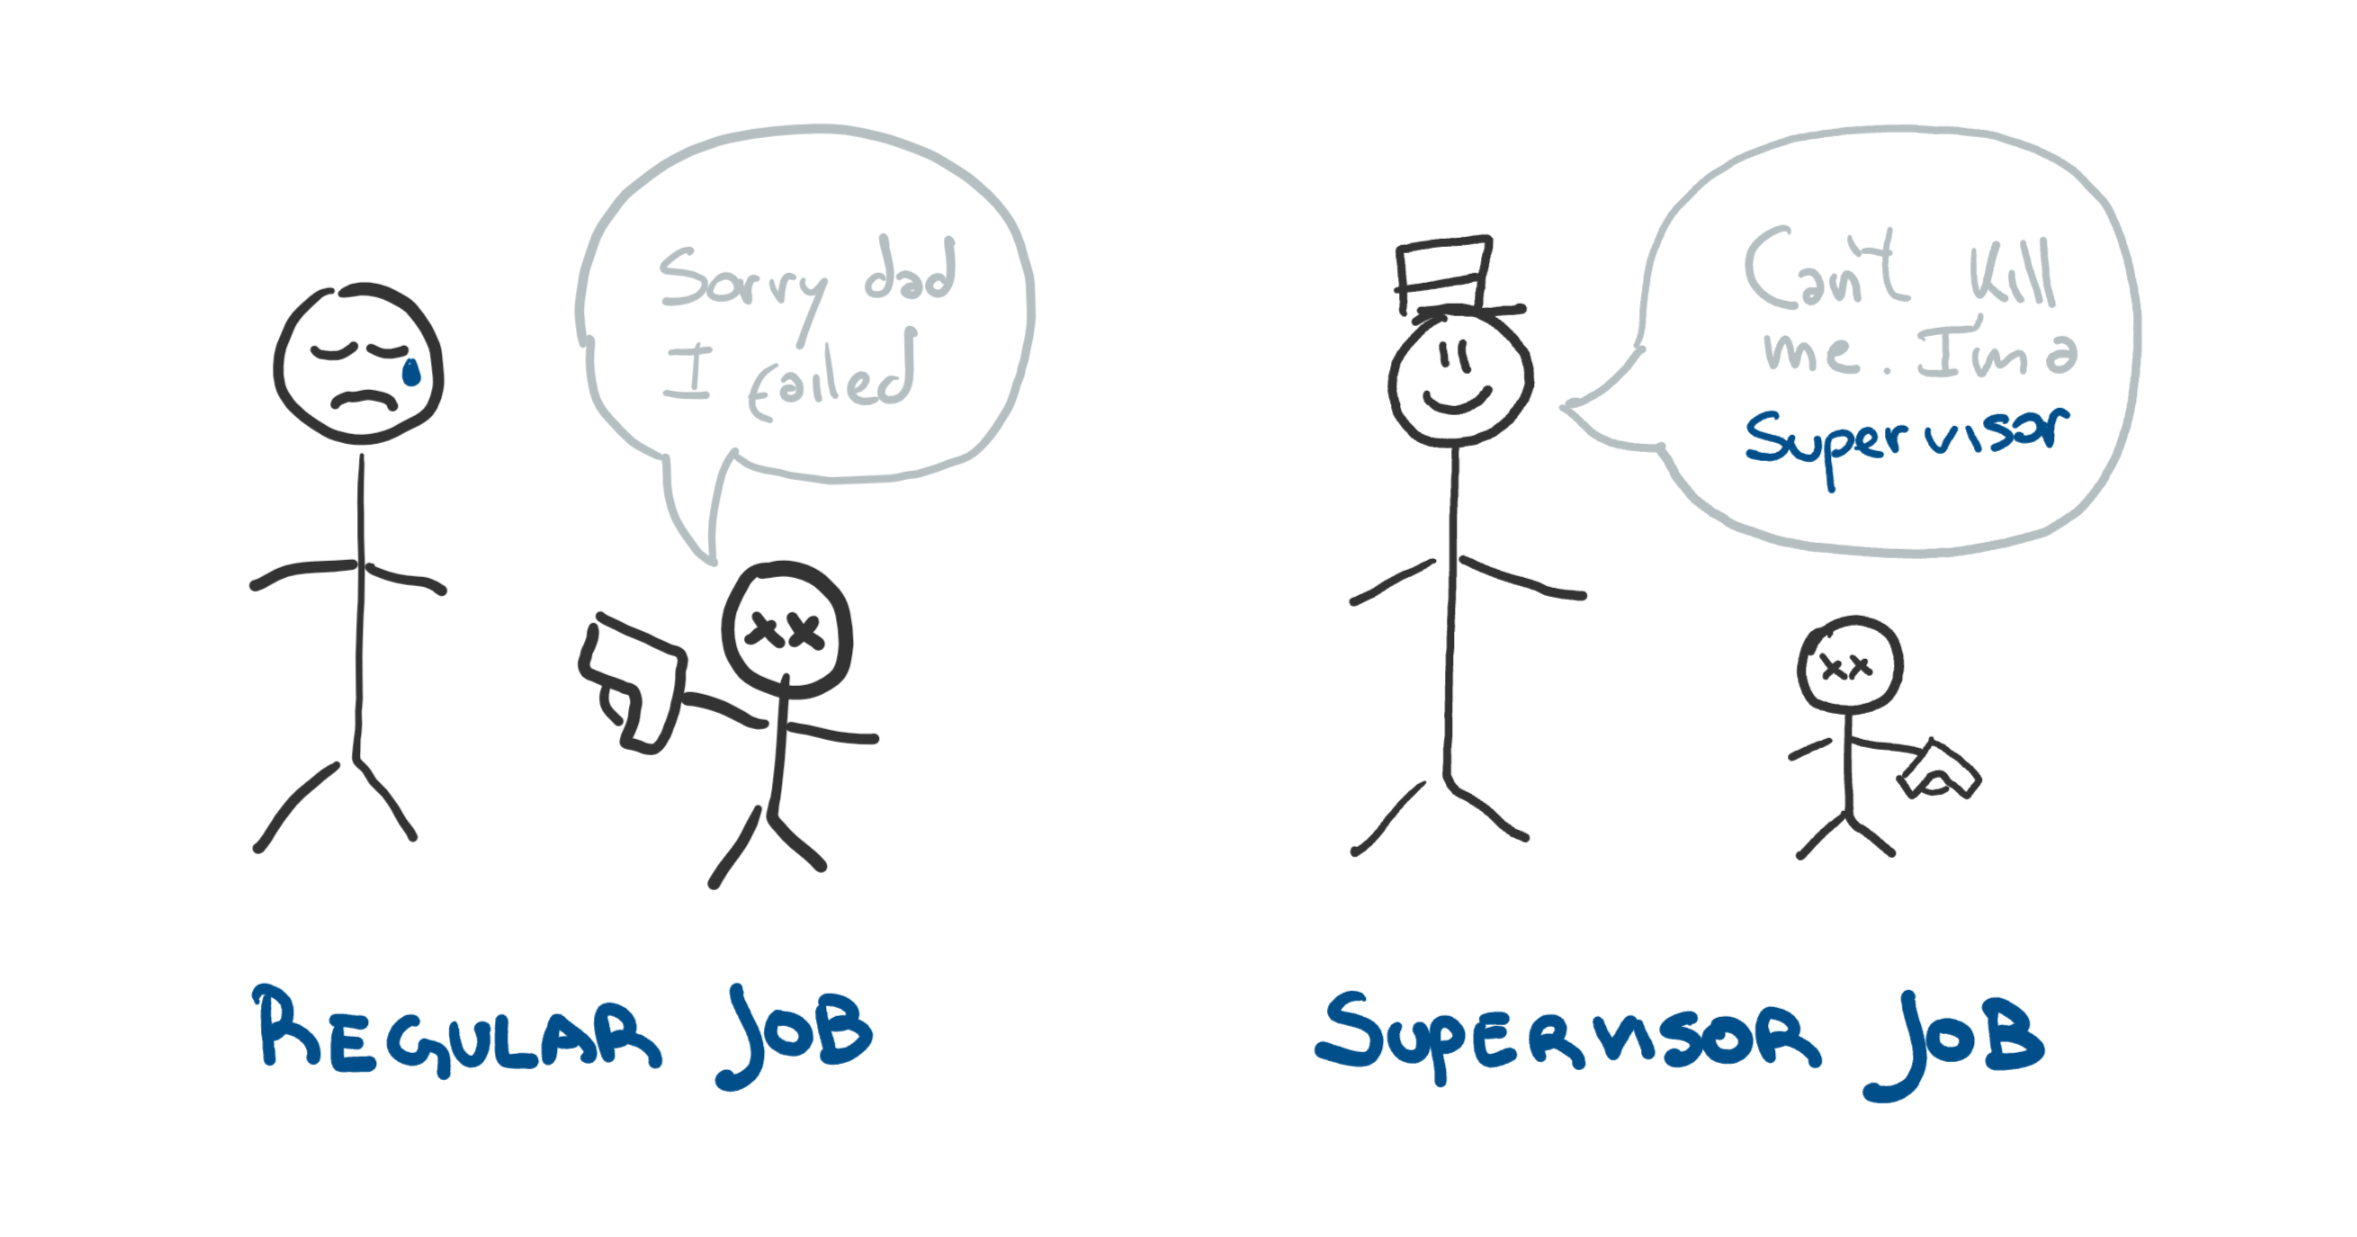 Sorry dad
I failed
Can't kill
me. I'm a
Supervisor
REGULAR JOB
SUPERVISOR JOB